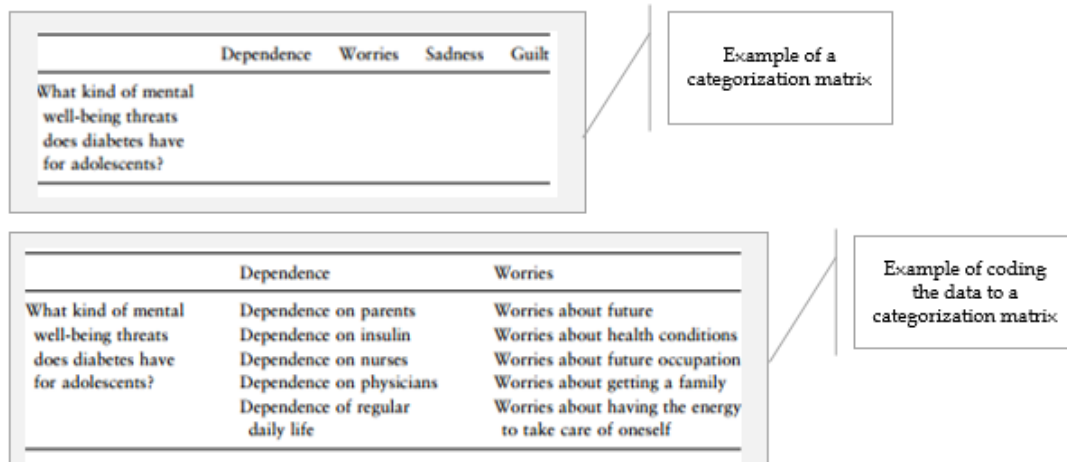 Dependence Worries Sadness Guilt
What kind of mental
well-being threats
does diabetes have
for adolescents?
Example of a
categorization matrix
Dependence Worries
What kind of mental Dependence on parents Worries about future
well-being threats Dependence on insulin Worries about health conditions
does diabetes have Dependence on nurses Worries about future occupation
for adolescents? Dependence on physicians Worries about getting a family
Dependence of regular Worries about having the energy
daily life to take care of oneself
Example of coding
the data to a
categorization matrix